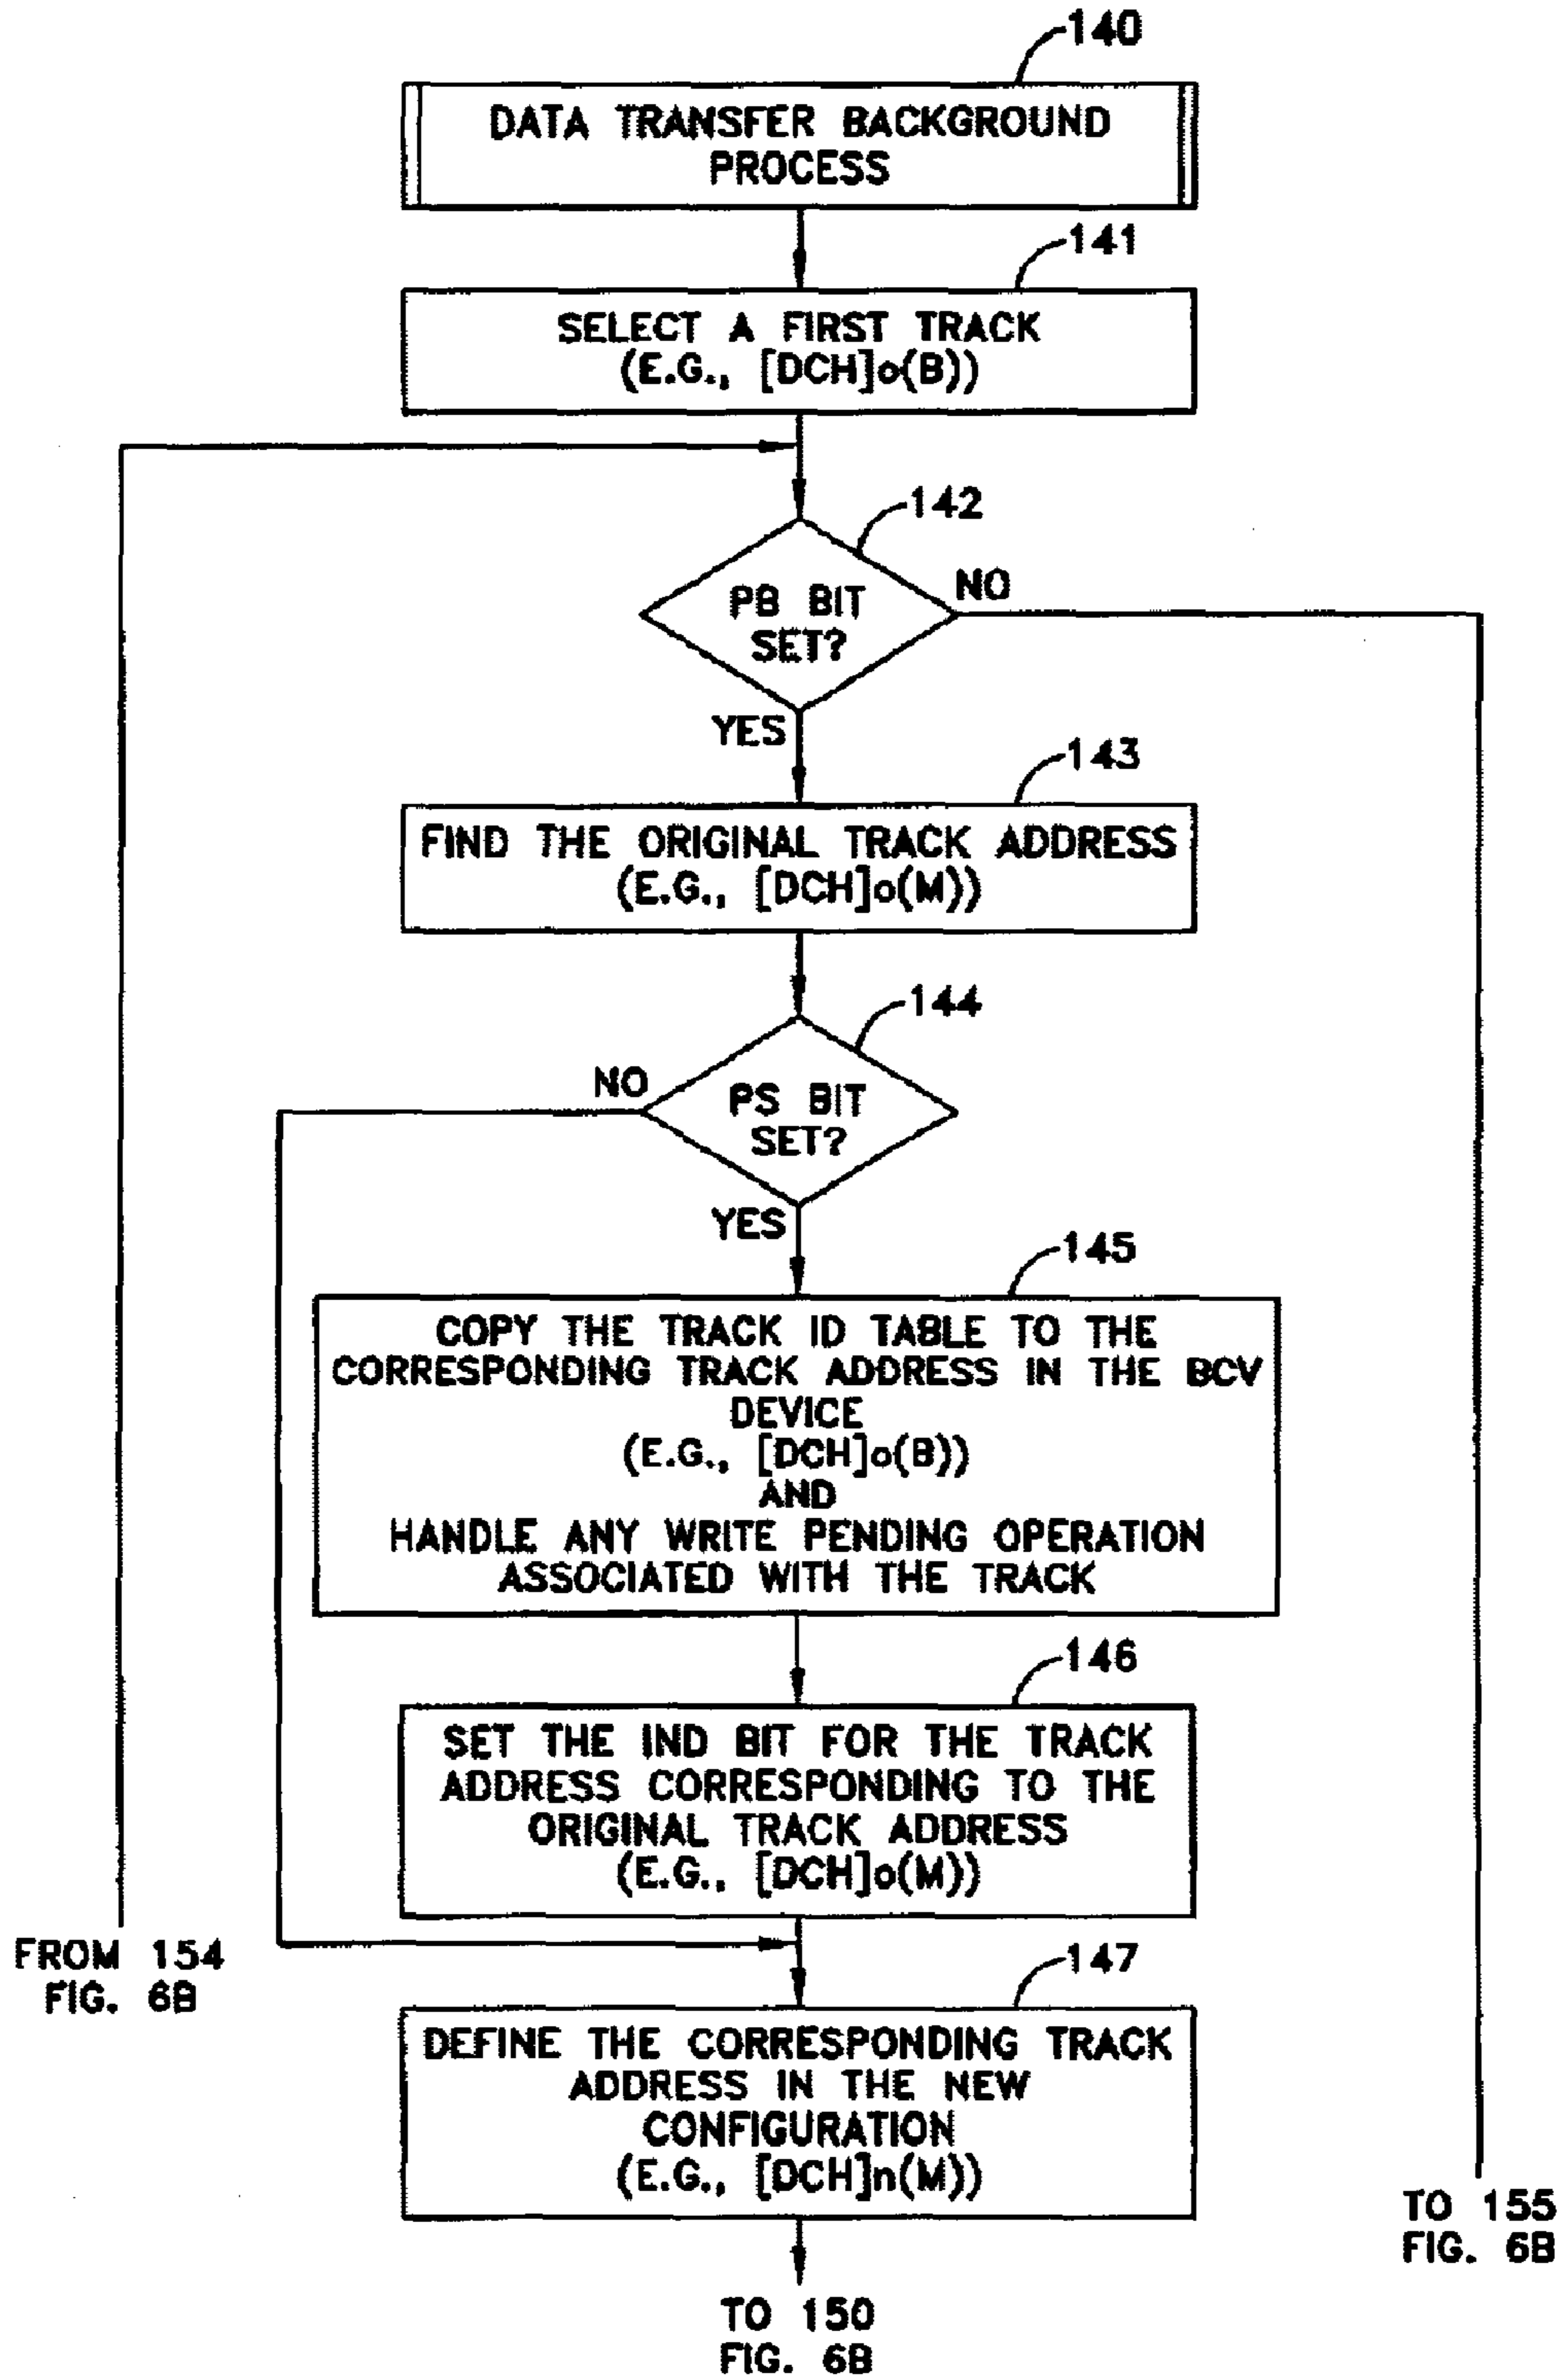 140
DATA TRANSFER BACKGROUND
PROCESS
141
SELECT A FIRST TRACK
(E.G., [DCH]o(B))
142
PB BIT
SET?
NO
YES
143
FIND THE ORIGINAL TRACK ADDRESS
(E.G., [DCH]o(M))
144
NO
PS BIT
SET?
YES
145
COPY THE TRACK ID TABLE TO THE
CORRESPONDING TRACK ADDRESS IN THE BCV
DEVICE
(E.G., [DCH]o(B))
AND
HANDLE ANY WRITE PENDING OPERATION
ASSOCIATED WITH THE TRACK
146
SET THE IND BIT FOR THE TRACK
ADDRESS CORRESPONDING TO THE
ORIGINAL TRACK ADDRESS
(E.G., [DCH]o(M))
FROM 154
FIG. 6B
147
DEFINE THE CORRESPONDING TRACK
ADDRESS IN THE NEW
CONFIGURATION
(E.G., [DCH]n(M))
TO 155
FIG. 6B
TO 150
FIG. 6B